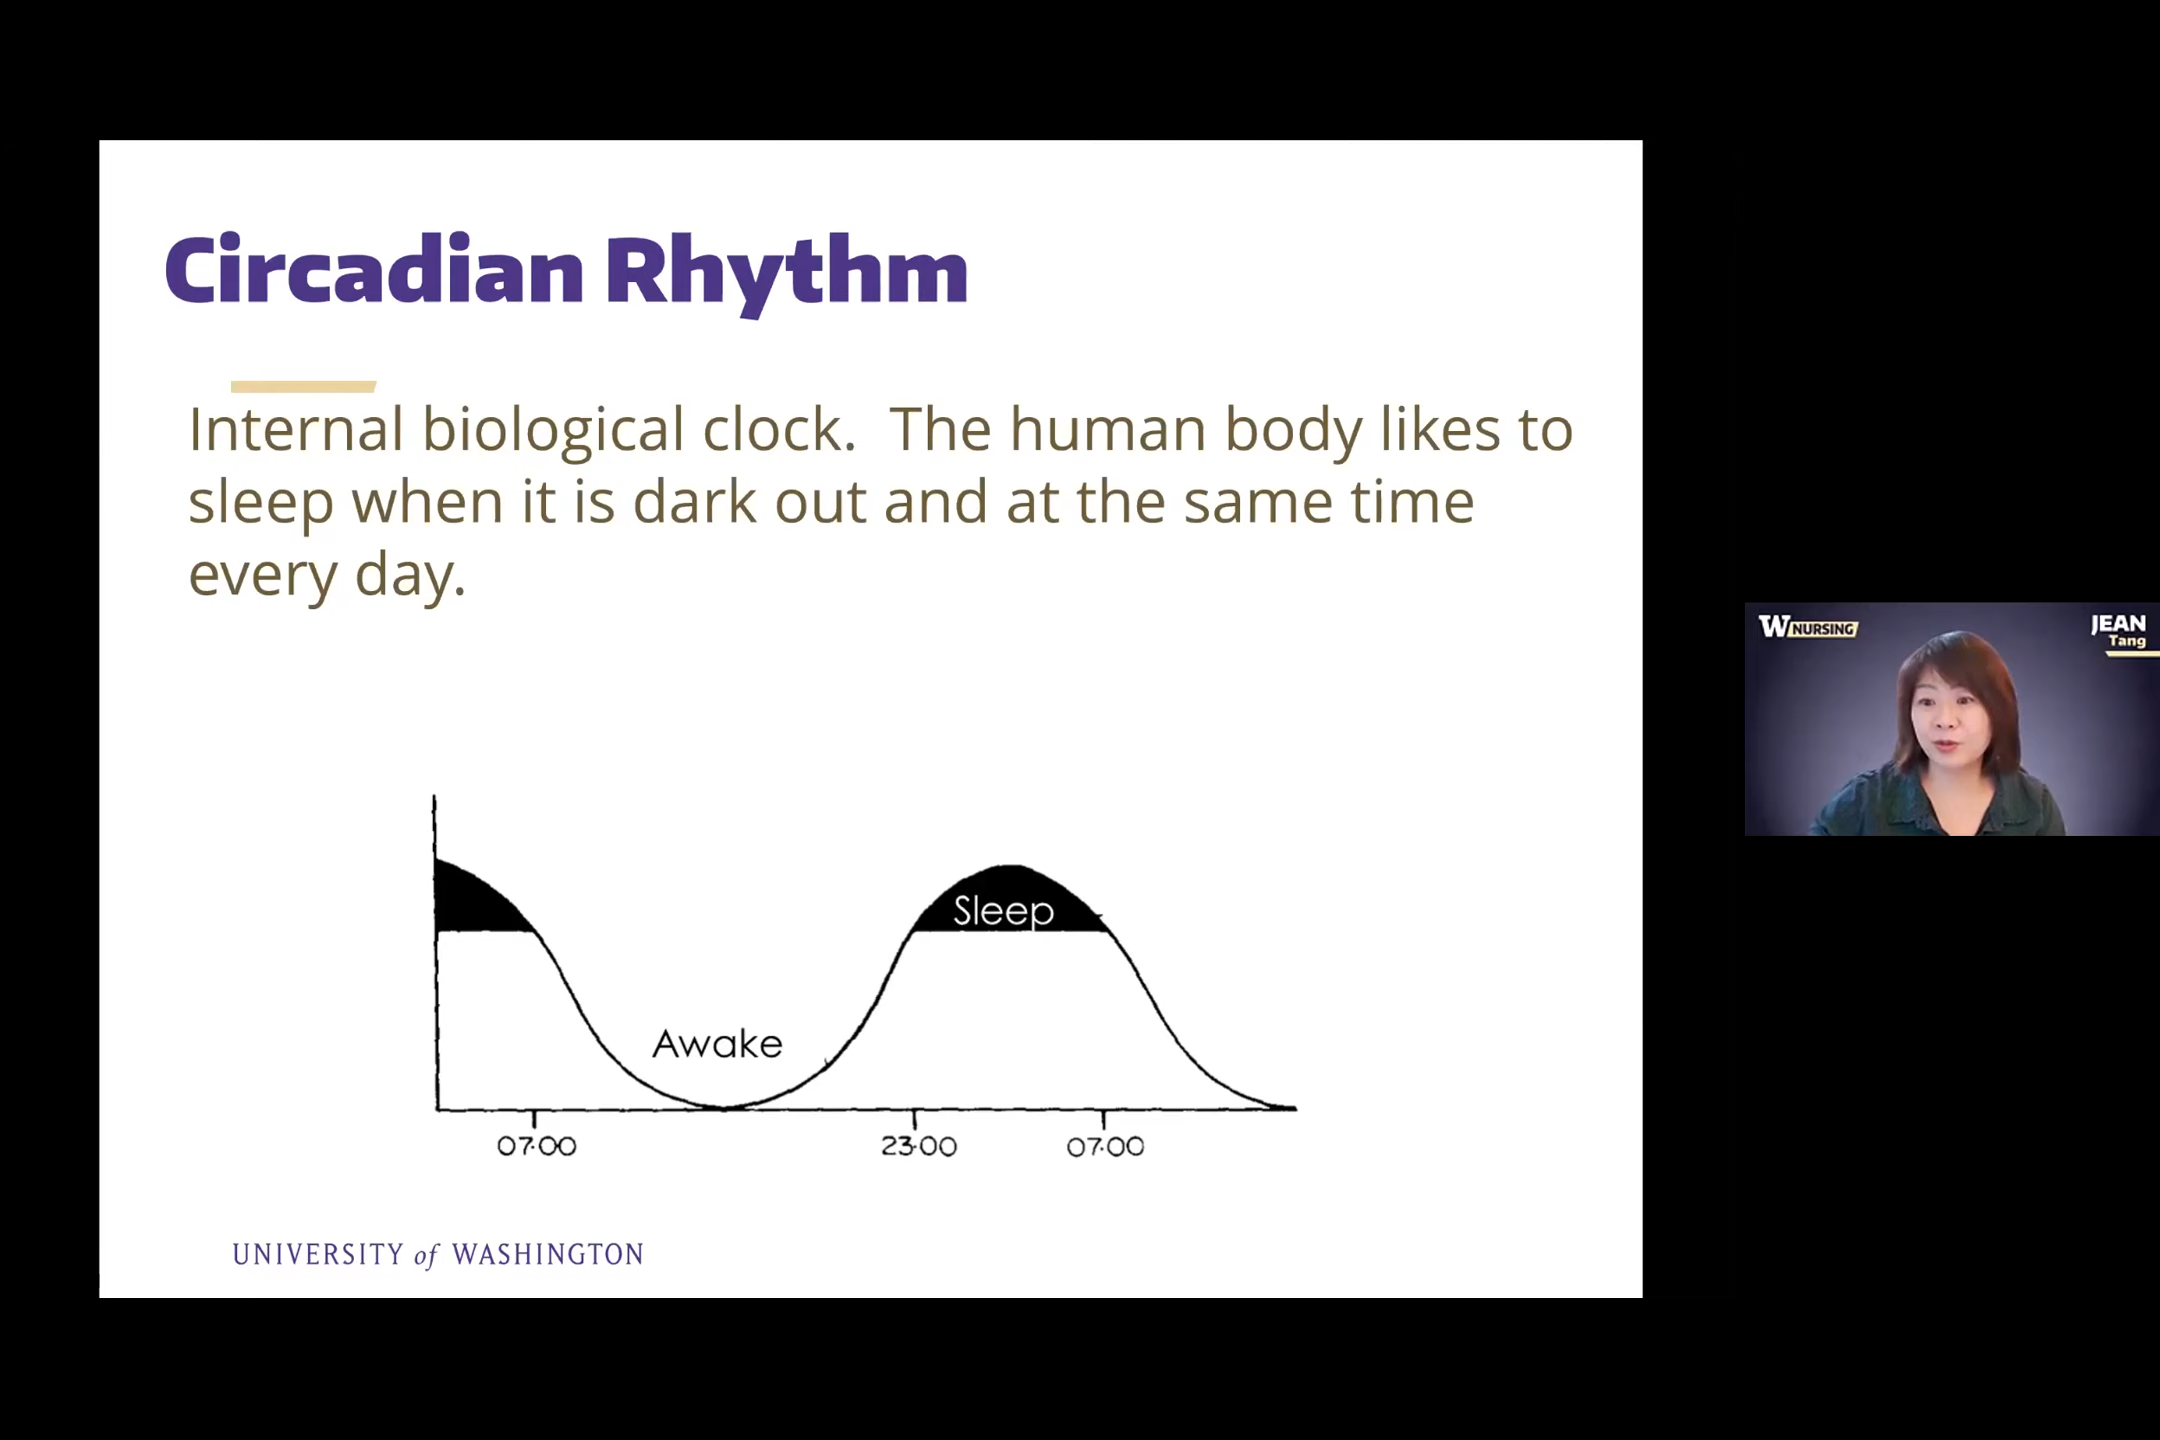 Circadian Rhythm
Internal biological clock.  The human body likes to
sleep when it is dark out and at the same time
every day.
Sleep
Awake
07:00
23:00
07:00
UNIVERSITY of WASHINGTON
W NURSING
JEAN
Tang